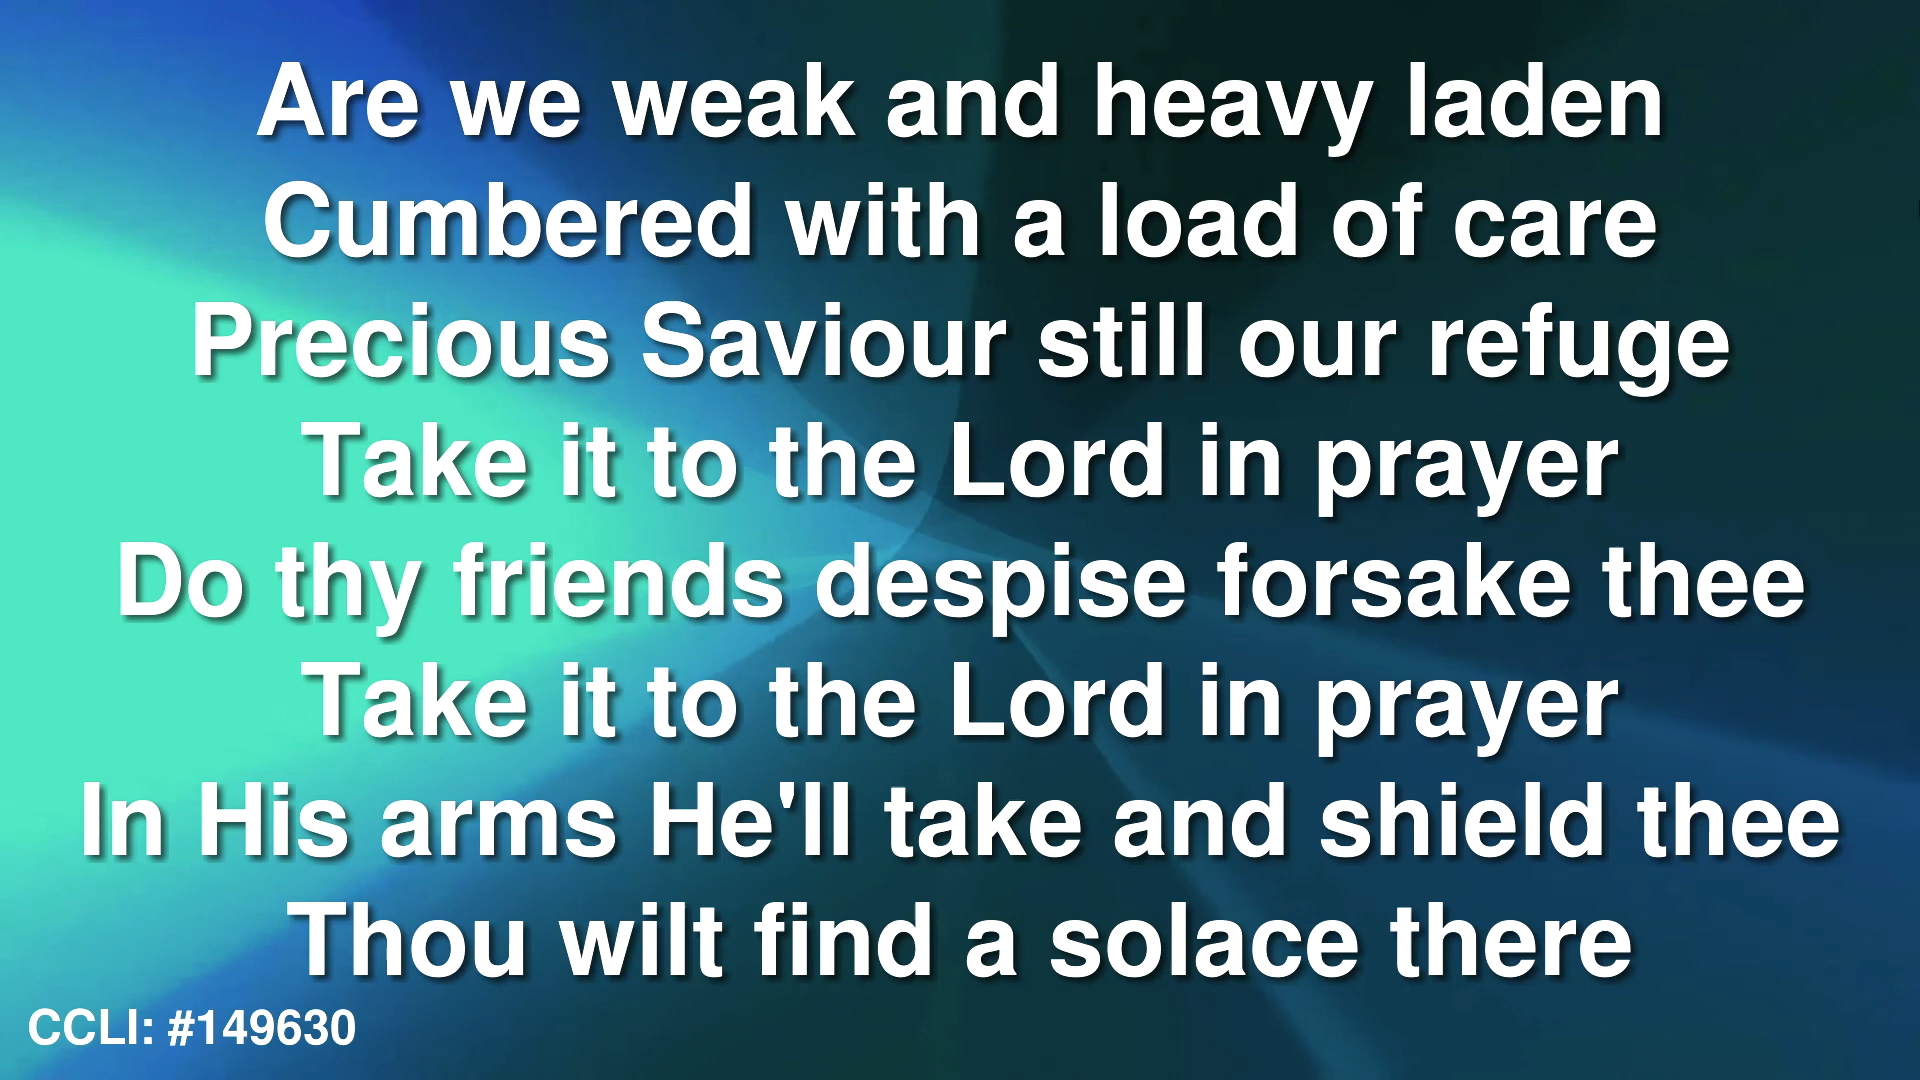 Are we weak and heavy laden
Cumbered with a load of care
Precious Saviour still our refuge
Take it to the Lord in prayer
Do thy friends despise forsake thee
Take it to the Lord in prayer
In His arms He'll take and shield thee
Thou wilt find a solace there
CCLI: #149630